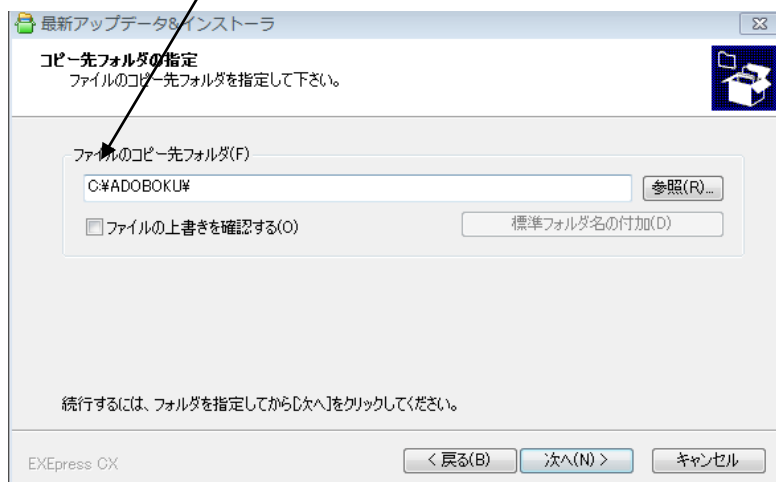 最新アップデータ&インストーラ
コピー先フォルダの指定
ファイルのコピー先フォルダを指定して下さい。
ファイルのコピー先フォルダ(F)
C:¥ADOBOKU¥
参照(R)...
ファイルの上書きを確認する(O)
標準フォルダ名の付加(D)
続行するには、フォルダを指定してから[次へ]をクリックしてください。
EXEpress CX
< 戻る(B)
次へ(N) >
キャンセル